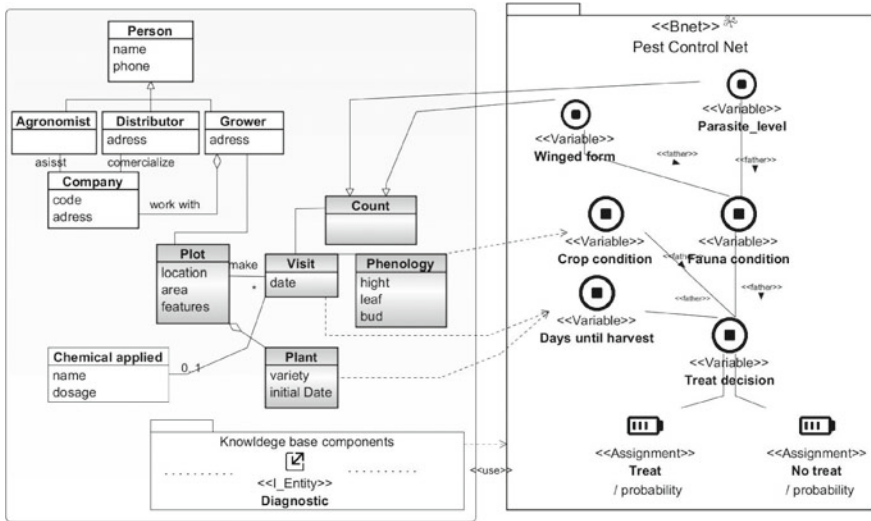 Person
name
phone
Agronomist
Distributor
adress
Grower
adress
asisst
comercialize
Company
code
adress
work with
Count
Plot
location
area
features
make
*
Visit
date
Phenology
hight
leaf
bud
Chemical applied
name
dosage
0, 1
Plant
variety
initial Date
Knowldege base components
<<I_Entity>>
Diagnostic
<<use>>
<<Bnet>>
Pest Control Net
<<Variable>>
Parasite_level
<<Variable>>
Winged form
<<father>>
<<father>>
<<Variable>>
Crop condition
<<Variable>>
Fauna condition
<<father>>
<<father>>
<<father>>
<<Variable>>
Days until harvest
<<Variable>>
Treat decision
<<Assignment>>
Treat
/ probability
<<Assignment>>
No treat
/ probability